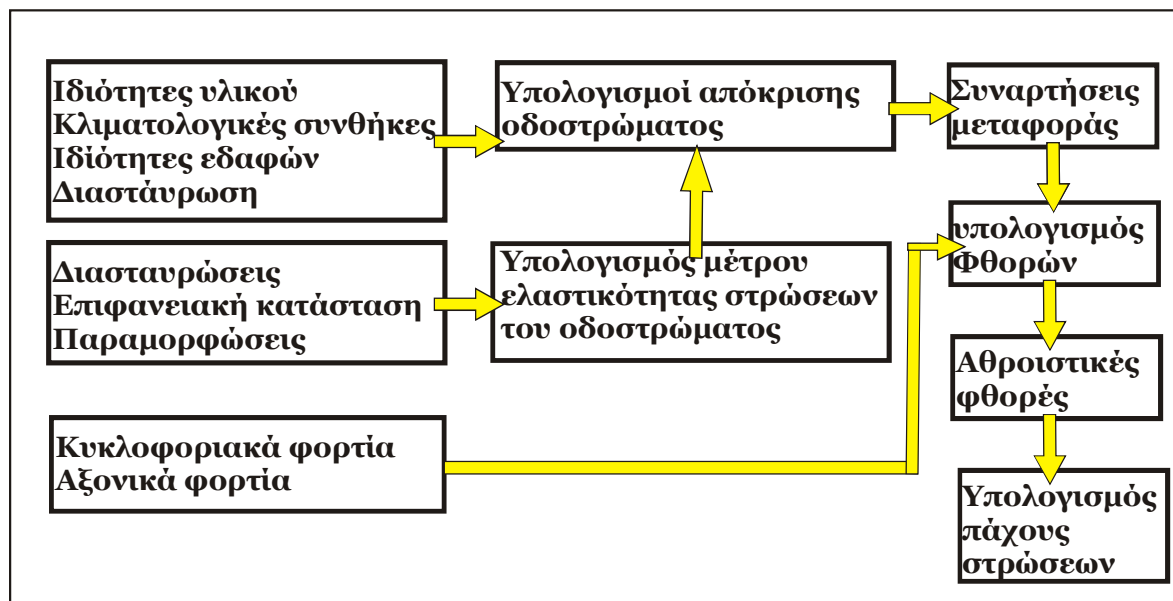 Ιδιότητες υλικού
Κλιματολογικές συνθήκες
Ιδίότητες εδαφών
Διαστάυρωση
Υπολογισμοί απόκρισης
οδοστρώματος
Συναρτήσεις
μεταφοράς
Διασταυρώσεις
Επιφανειακή κατάσταση
Παραμορφώσεις
Υπολογισμός μέτρου
ελαστικότητας στρώσεων
του οδοστρώματος
υπολογισμός
Φθορών
Αθροιστικές
φθορές
Κυκλοφοριακά φορτία
Αξονικά φορτία
Υπολογισμός
πάχους
στρώσεων